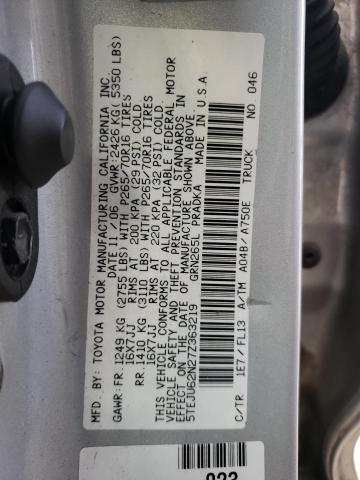 MFD. BY: TOYOTA MOTOR MANUFACTURING CALIFORNIA INC.
DATE: 11 / 06 GVWR: 2426 KG( 5350 LBS)
GAWR:FR. 1249 KG (2755 LBS) WITH P265/70R16 TIRES
16X7JJ RIMS AT 200 KPA (29 PSI) COLD.
RR. 1410 KG (3110 LBS) WITH P265/70R16 TIRES
16X7JJ RIMS AT 220 KPA (32 PSI) COLD.
THIS VEHICLE CONFORMS TO ALL APPLICABLE FEDERAL MOTOR
VEHICLE SAFETY AND THEFT PREVENTION STANDARDS IN
EFFECT ON THE DATE OF MANUFACTURE SHOWN ABOVE.
5TEJU62N27Z363219 GRN265L PRADKA MADE IN U.S.A
TRUCK
C/TR 1E7/ FL13 A/TM A04B/ A750E NO 046